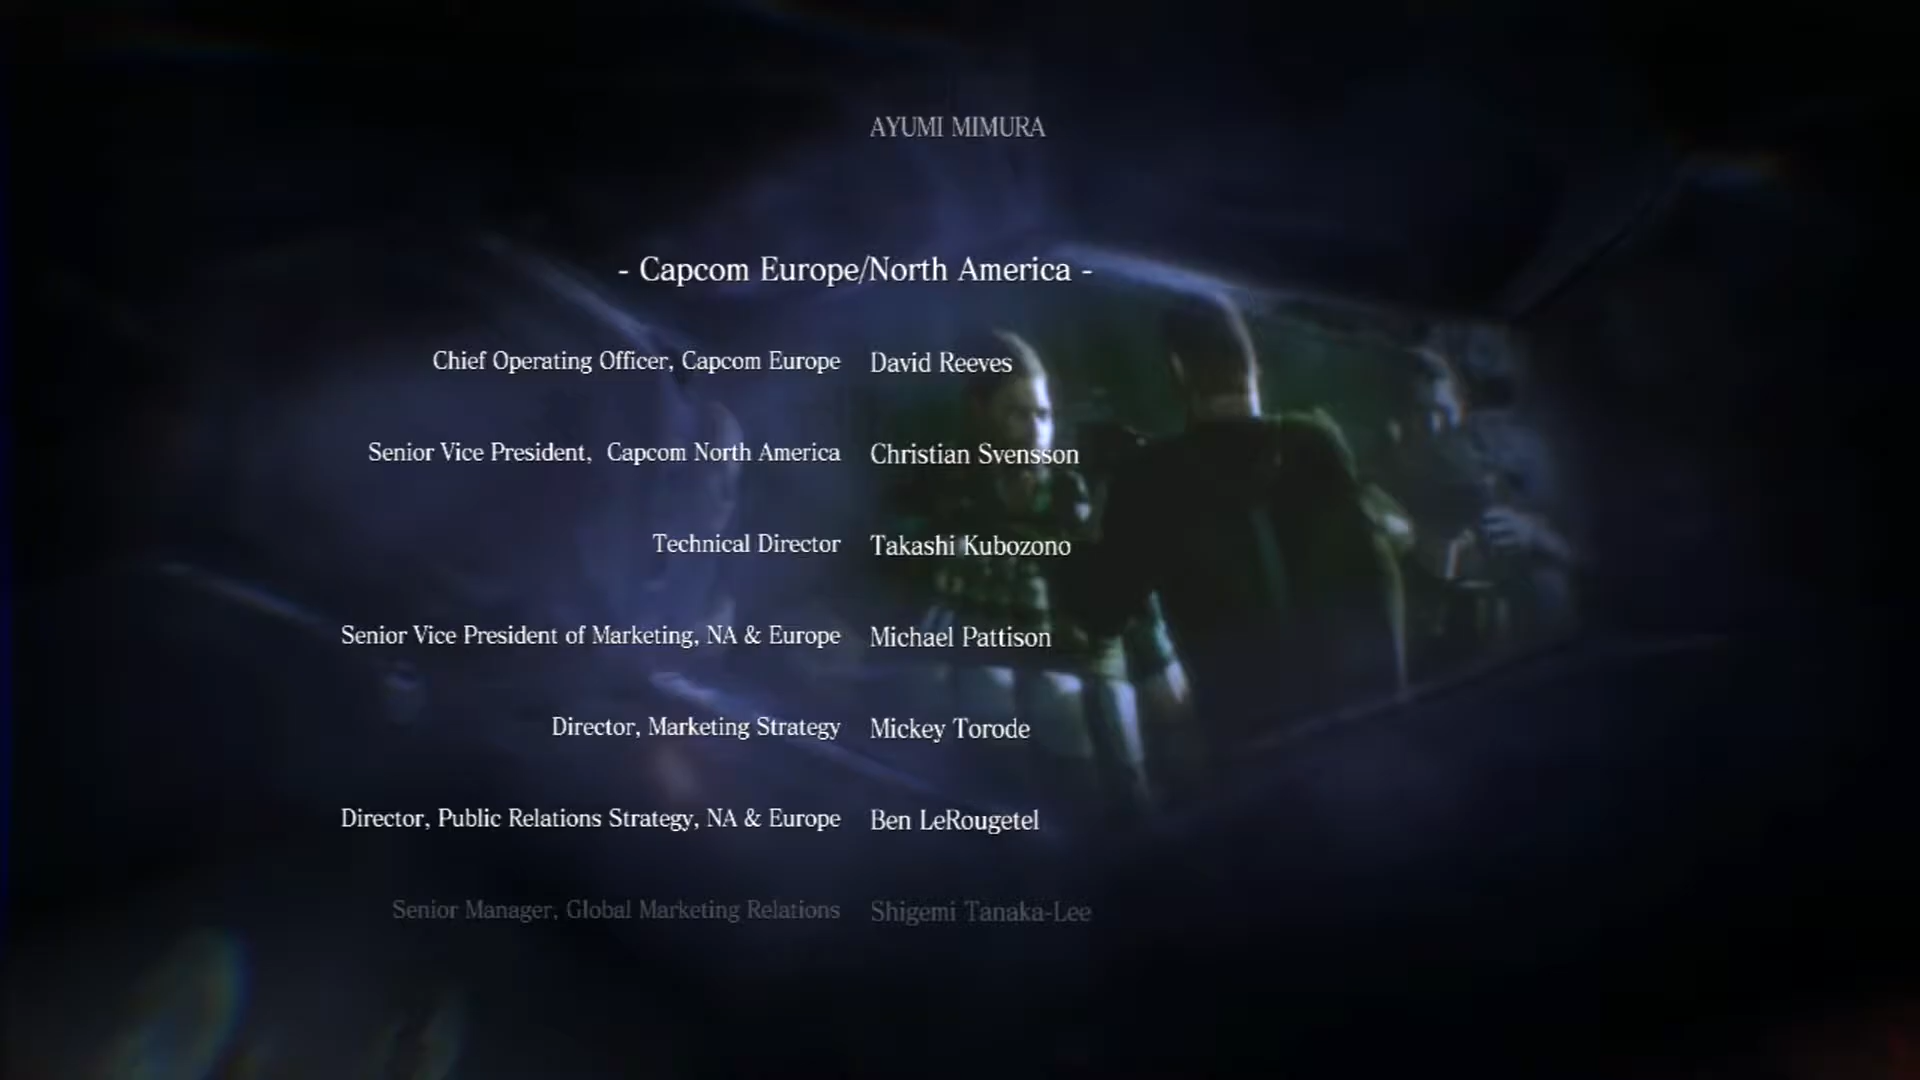 AYUMI MIMURA
- Capcom Europe/North America -
Chief Operating Officer, Capcom Europe David Reeves
Senior Vice President, Capcom North America Christian Svensson
Technical Director Takashi Kubozono
Senior Vice President of Marketing, NA & Europe Michael Pattison
Director, Marketing Strategy Mickey Torode
Director, Public Relations Strategy, NA & Europe Ben LeRougetel
Senior Manager, Global Marketing Relations Shigemi Tanaka-Lee